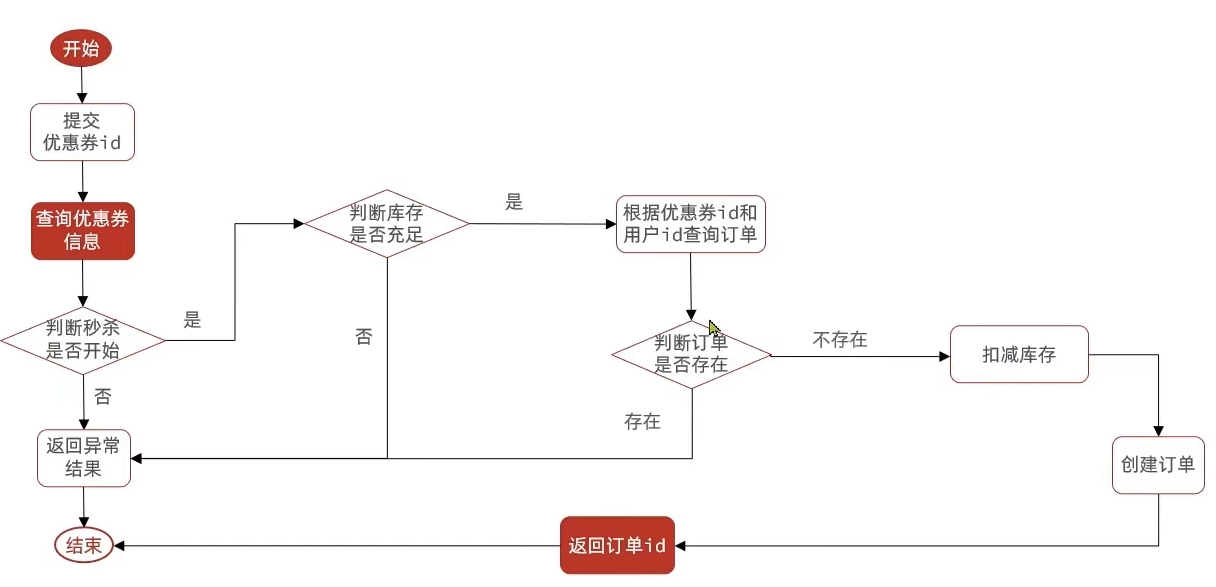 开始
提交
优惠券id
查询优惠券
信息
判断秒杀
是否开始
是
否
返回异常
结果
结束
判断库存
是否充足
是
否
根据优惠券id和
用户id查询订单
判断订单
是否存在
不存在
存在
扣减库存
创建订单
返回订单id